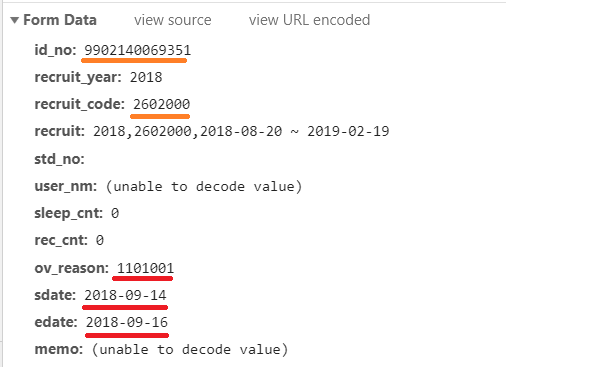 Form Data view source view URL encoded
id_no: 9902140069351
recruit_year: 2018
recruit_code: 2602000
recruit: 2018,2602000,2018-08-20 ~ 2019-02-19
std_no:
user_nm: (unable to decode value)
sleep_cnt: 0
rec_cnt: 0
ov_reason: 1101001
sdate: 2018-09-14
edate: 2018-09-16
memo: (unable to decode value)